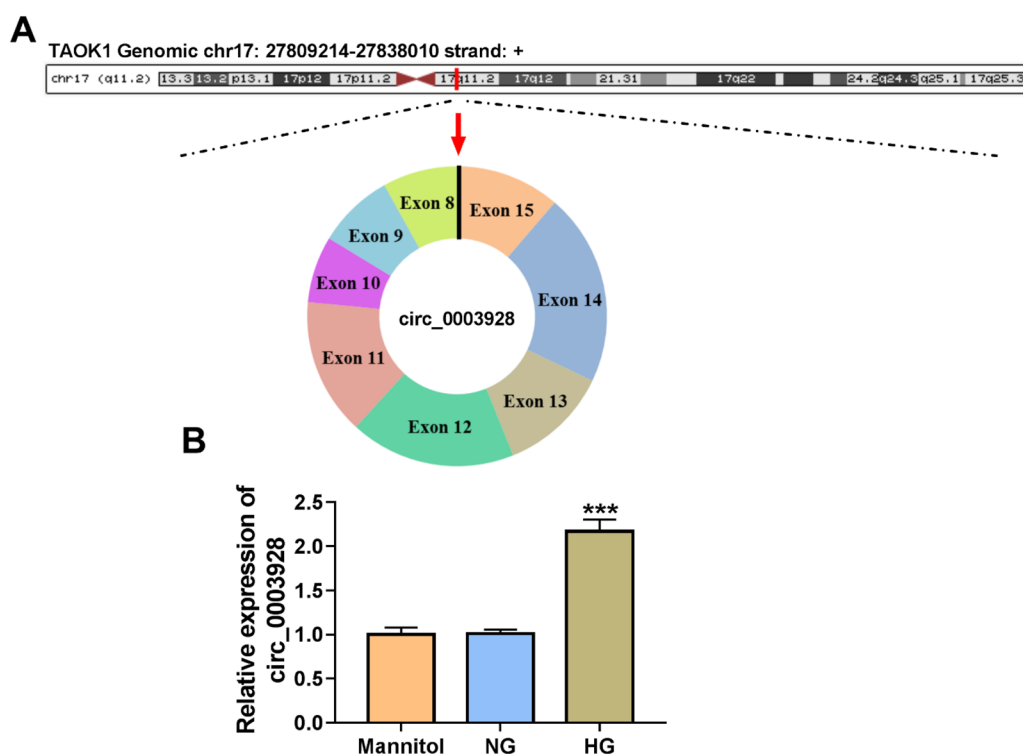 A
TAOK1 Genomic chr17: 27809214-27838010 strand: +
chr17 (q11.2) 13.3 13.2 p13.1 17p12 17p11.2 17q11.2 17q12 21.31 17q22 24.2 q24.3 q25.1 17q25.3
Exon 8
Exon 15
Exon 9
Exon 10
Exon 14
circ_0003928
Exon 11
Exon 13
Exon 12
B
Relative expression of
circ_0003928
2.5
2.0
1.5
1.0
0.5
0.0
***
Mannitol NG HG